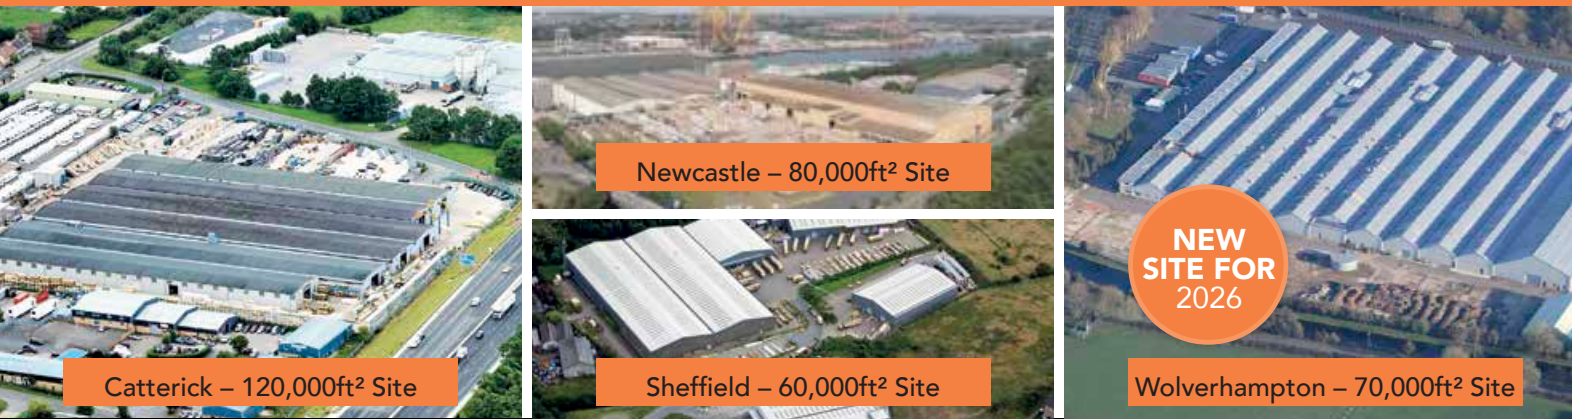 Catterick – 120,000ft² Site
Newcastle – 80,000ft² Site
Sheffield – 60,000ft² Site
NEW
SITE FOR
2026
Wolverhampton – 70,000ft² Site